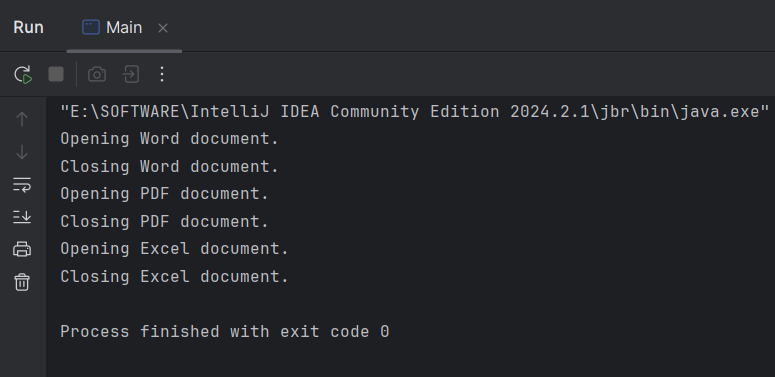 Run Main
"E:\SOFTWARE\IntelliJ IDEA Community Edition 2024.2.1\jbr\bin\java.exe"
Opening Word document.
Closing Word document.
Opening PDF document.
Closing PDF document.
Opening Excel document.
Closing Excel document.
Process finished with exit code 0